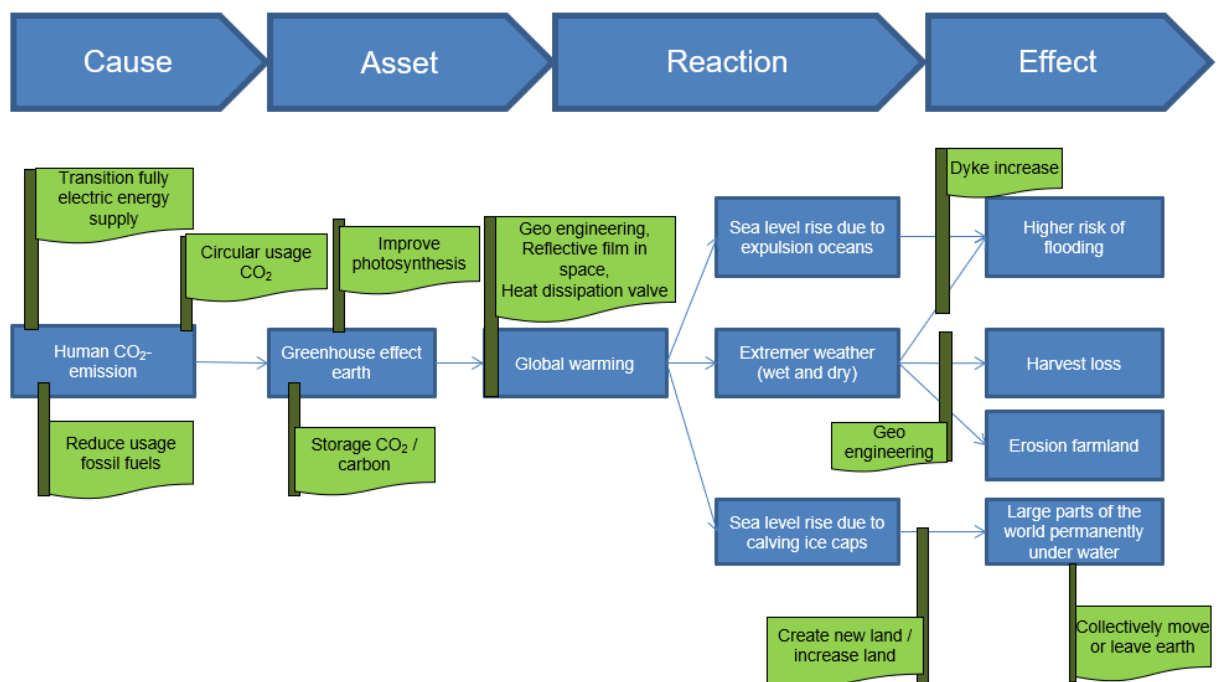 Cause
Asset
Reaction
Effect
Transition fully
electric energy
supply
Circular usage
CO₂
Improve
photosynthesis
Geo engineering,
Reflective film in
space,
Heat dissipation valve
Dyke increase
Sea level rise due to
expulsion oceans
Higher risk of
flooding
Human CO₂-
emission
Greenhouse effect
earth
Global warming
Extremer weather
(wet and dry)
Harvest loss
Reduce usage
fossil fuels
Storage CO₂ /
carbon
Geo
engineering
Erosion farmland
Sea level rise due to
calving ice caps
Large parts of the
world permanently
under water
Create new land /
increase land
Collectively move
or leave earth